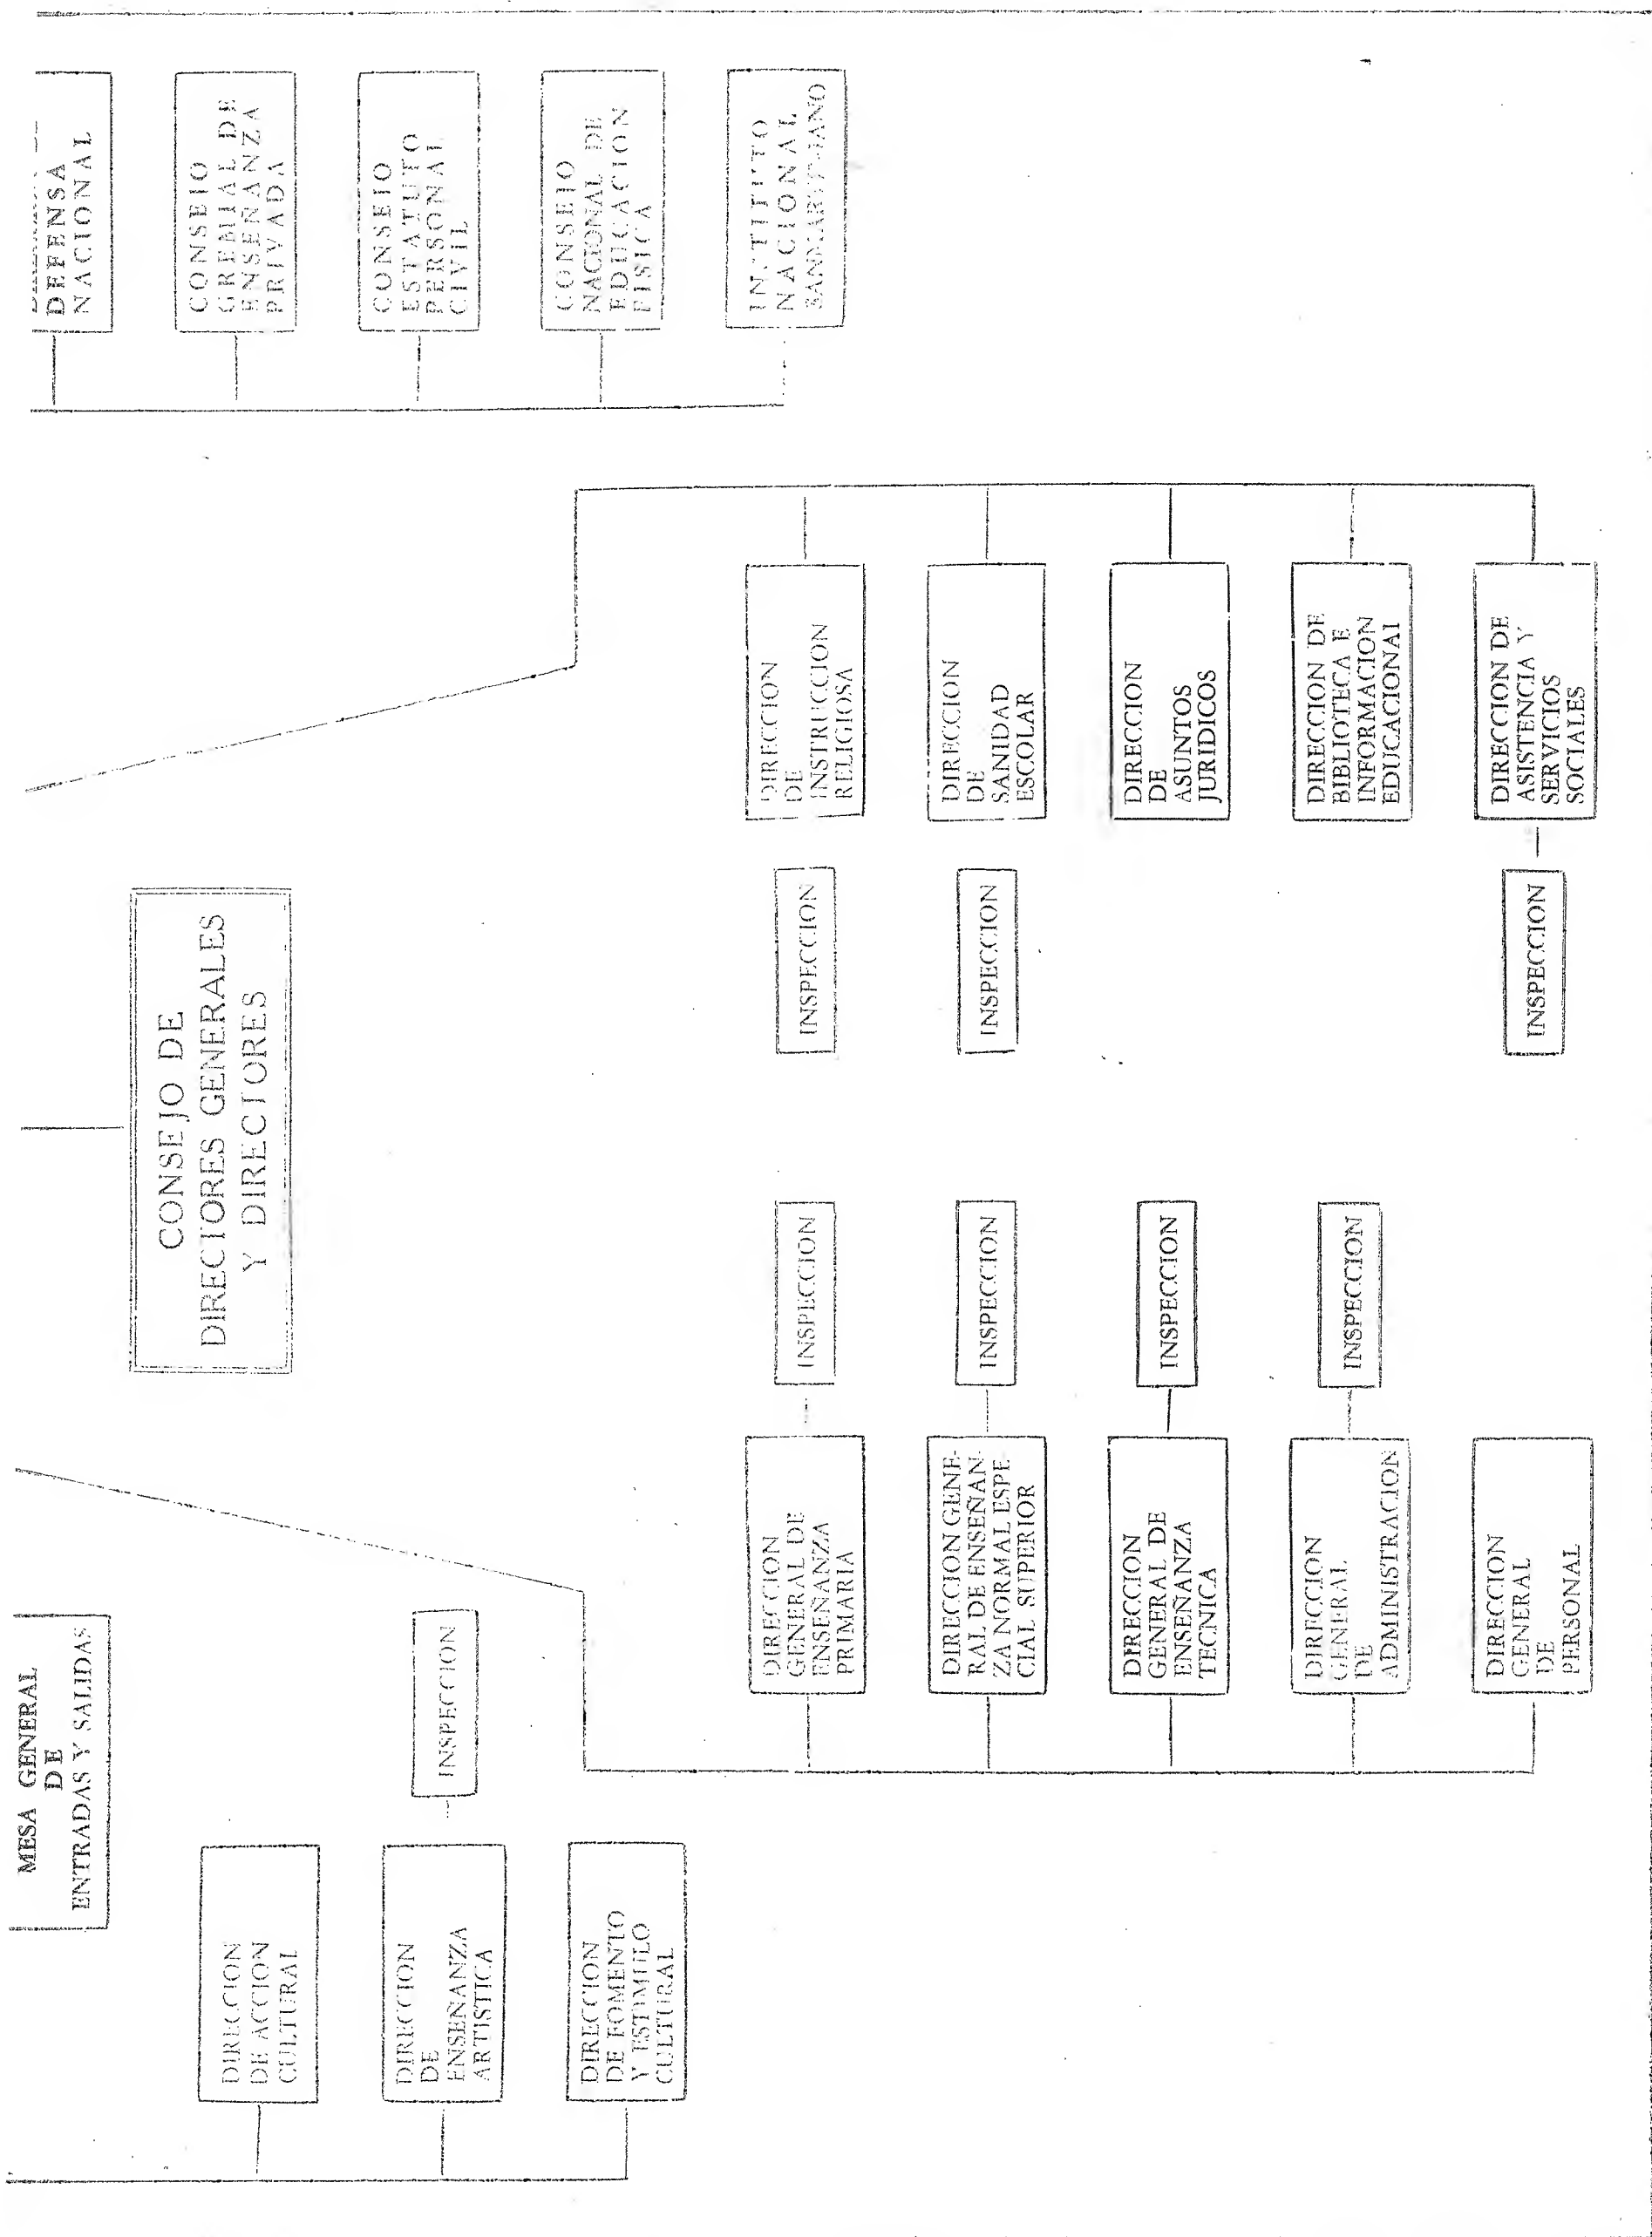 MESA GENERAL
DE
ENTRADAS Y SALIDAS
CONSEJO DE
DIRECTORES GENERALES
Y DIRECTORES
DEFENSA
NACIONAL
DIRECCION
DE ACCION
CULTURAL
CONSEJO
GREMIAL DE
ENSEÑANZA
PRIVADA
DIRECCION
DE
ENSEÑANZA
ARTISTICA
INSPECCION
CONSEJO
ESTATUTO
PERSONAL
CIVIL
DIRECCION
DE FOMENTO
Y ESTIMULO
CULTURAL
CONSEJO
NACIONAL DE
EDUCACION
FISICA
INSTITUTO
NACIONAL
SANMARTINIANO
DIRECCION
GENERAL DE
ENSEÑANZA
PRIMARIA
INSPECCION
INSPECCION
DIRECCION
DE
INSTRUCCION
RELIGIOSA
DIRECCION GENE-
RAL DE ENSEÑAN-
ZA NORMAL ESPE
CIAL SUPERIOR
INSPECCION
INSPECCION
DIRECCION
DE
SANIDAD
ESCOLAR
DIRECCION
GENERAL DE
ENSEÑANZA
TECNICA
INSPECCION
DIRECCION
DE
ASUNTOS
JURIDICOS
DIRECCION
GENERAL
DE
ADMINISTRACION
INSPECCION
DIRECCION DE
BIBLIOTECA E
INFORMACION
EDUCACIONAL
DIRECCION
GENERAL
DE
PERSONAL
INSPECCION
DIRECCION DE
ASISTENCIA Y
SERVICIOS
SOCIALES